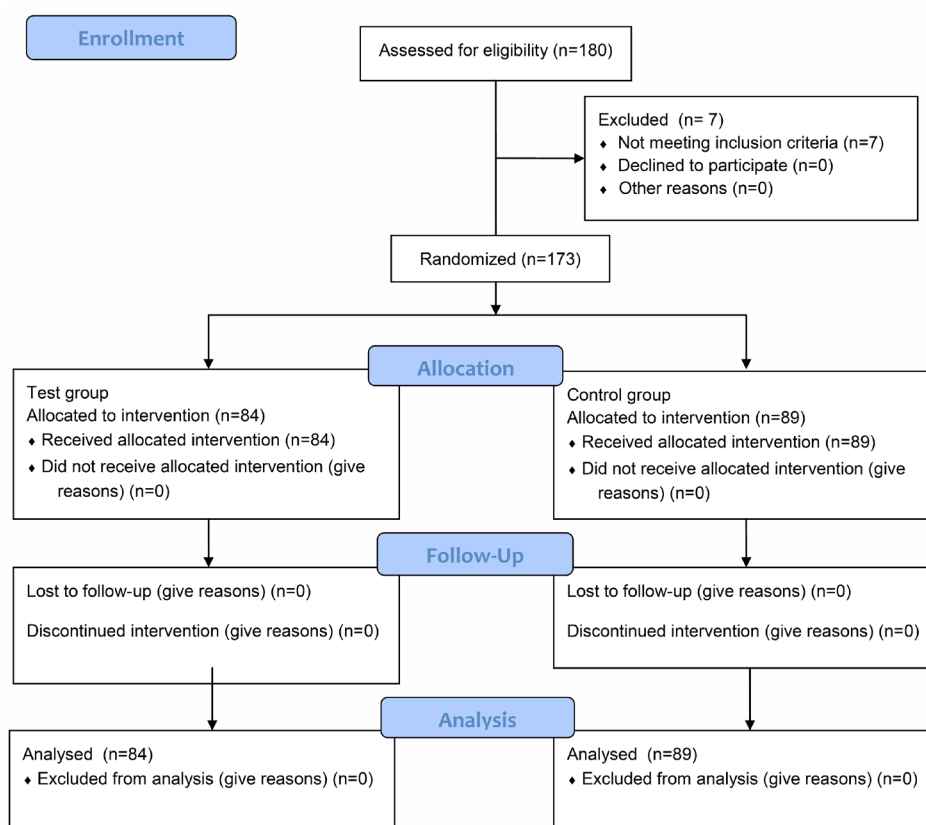 Enrollment
Assessed for eligibility (n=180)
Excluded (n= 7)
♦ Not meeting inclusion criteria (n=7)
♦ Declined to participate (n=0)
♦ Other reasons (n=0)
Randomized (n=173)
Allocation
Test group
Allocated to intervention (n=84)
♦ Received allocated intervention (n=84)
♦ Did not receive allocated intervention (give
reasons) (n=0)
Control group
Allocated to intervention (n=89)
♦ Received allocated intervention (n=89)
♦ Did not receive allocated intervention (give
reasons) (n=0)
Follow-Up
Lost to follow-up (give reasons) (n=0)
Discontinued intervention (give reasons) (n=0)
Lost to follow-up (give reasons) (n=0)
Discontinued intervention (give reasons) (n=0)
Analysis
Analysed (n=84)
♦ Excluded from analysis (give reasons) (n=0)
Analysed (n=89)
♦ Excluded from analysis (give reasons) (n=0)